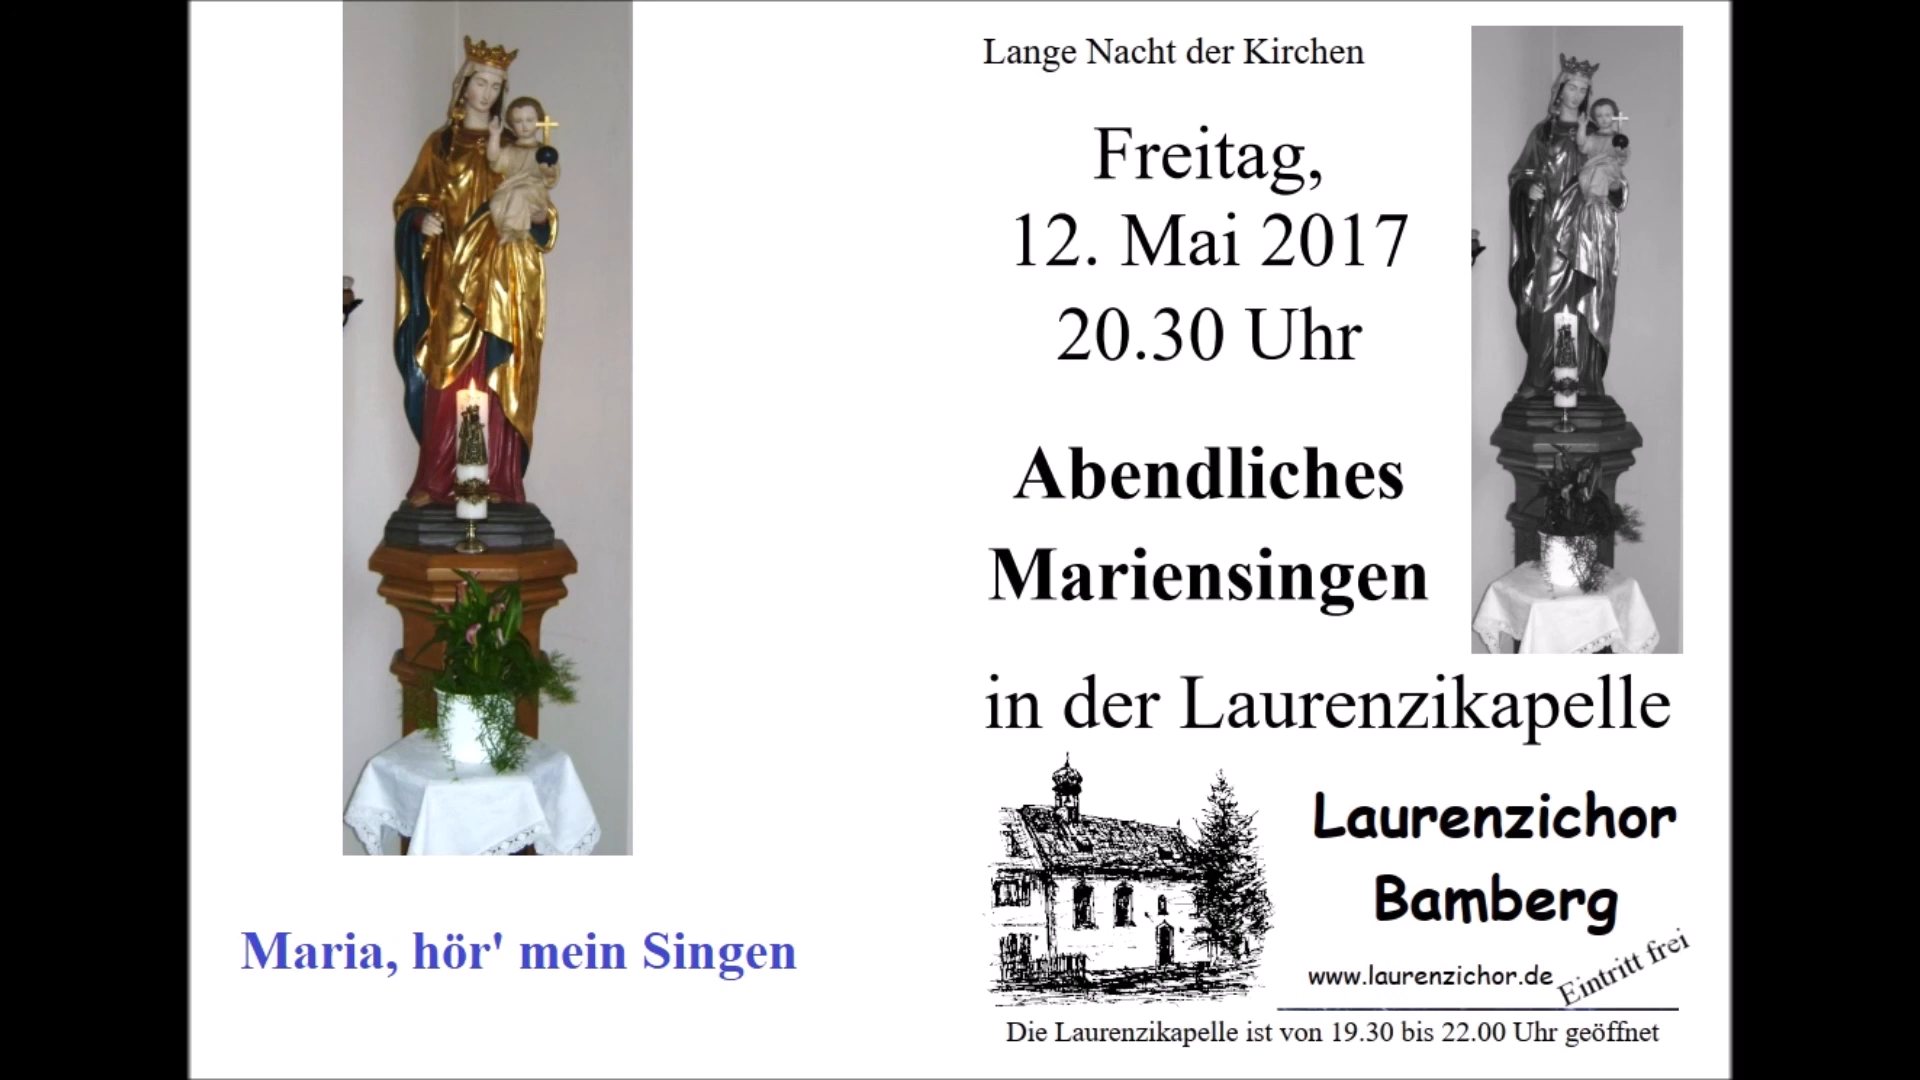 Lange Nacht der Kirchen
Freitag,
12. Mai 2017
20.30 Uhr
Abendliches
Mariensingen
in der Laurenzikapelle
Laurenzichor
Bamberg
www.laurenzichor.de
Eintritt frei
Die Laurenzikapelle ist von 19.30 bis 22.00 Uhr geöffnet
Maria, hör' mein Singen